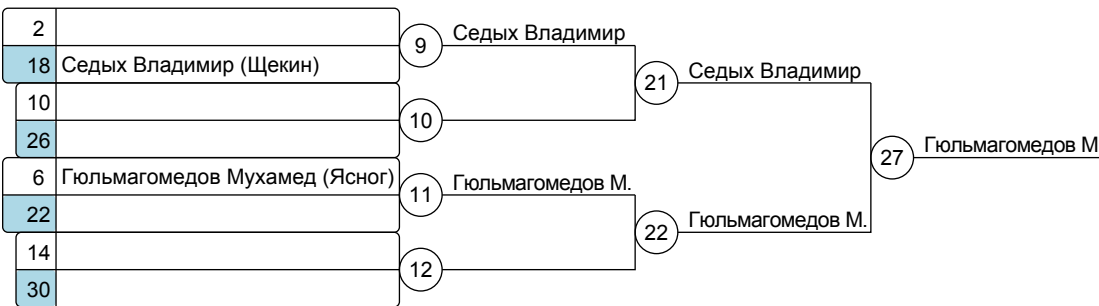 2
9 Седых Владимир
18 Седых Владимир (Щекин)
21 Седых Владимир
10
10
26
27 Гюльмагомедов М
6 Гюльмагомедов Мухамед (Ясног)
11 Гюльмагомедов М.
22
22 Гюльмагомедов М.
14
12
30